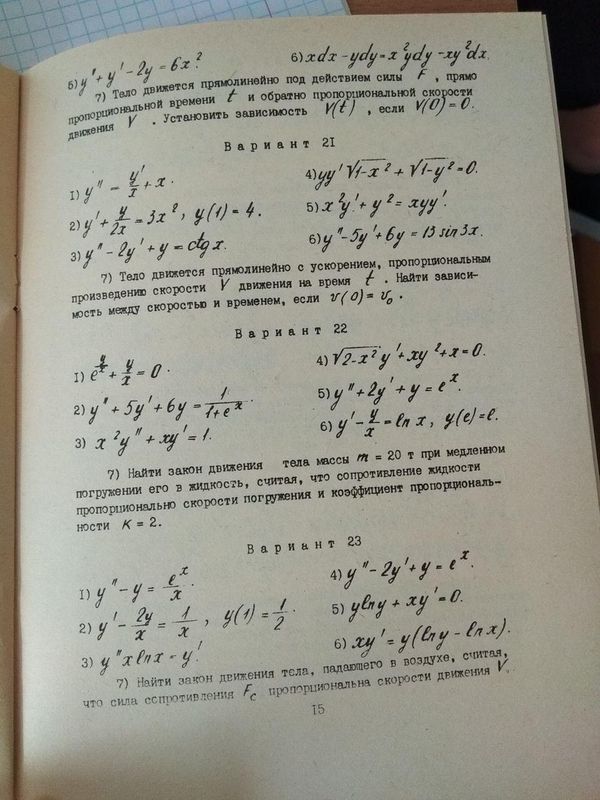 б) y" + y' - 2y = 6x².
6) xdx - ydy = x²ydy - xy²dx.
7) Тело движется прямолинейно под действием силы F , прямо
пропорциональной времени t и обратно пропорциональной скорости
движения V . Установить зависимость V(t) , если V(0) = 0.
Вариант 21
1) y" = y'/x + x.
4) yy'√1-x² + √1-y² = 0.
2) y' + y/2x = 3x², y(1) = 4.
5) x²y' + y² = xyy'.
3) y" - 2y' + y = ctg x.
6) y" - 5y' + 6y = 13 sin 3x.
7) Тело движется прямолинейно с ускорением, пропорциональным
произведению скорости V движения на время t . Найти зависи-
мость между скоростью и временем, если v(0) = v₀ .
Вариант 22
1) e^(y/x) + y/x = 0.
4) √2-x² y' + xy² + x = 0.
2) y" + 5y' + 6y = 1/(1+eˣ)
5) y" + 2y' + y = eˣ.
3) x²y" + xy' = 1.
6) y' - y/x = ln x, y(e) = e.
7) Найти закон движения тела массы m = 20 т при медленном
погружении его в жидкость, считая, что сопротивление жидкости
пропорционально скорости погружения и коэффициент пропорциональ-
ности K = 2.
Вариант 23
1) y" - y = eˣ/x.
4) y" - 2y' + y = eˣ.
2) y' - 2y/x = 1/x, y(1) = 1/2.
5) y ln y + xy' = 0.
3) y"x ln x = y'.
6) xy' = y(ln y - ln x).
7) Найти закон движения тела, падающего в воздухе, считая,
что сила сопротивления Fc пропорциональна скорости движения V.
15